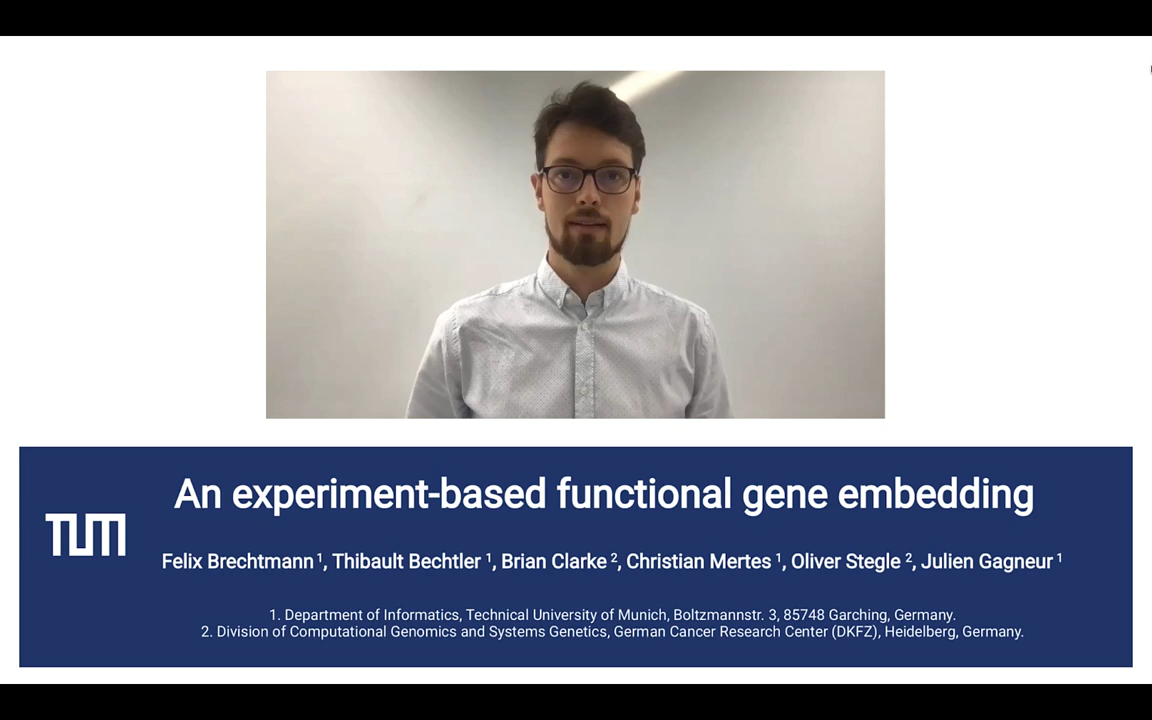 An experiment-based functional gene embedding
TUM
Felix Brechtmann 1, Thibault Bechtler 1, Brian Clarke 2, Christian Mertes 1, Oliver Stegle 2, Julien Gagneur 1
1. Department of Informatics, Technical University of Munich, Boltzmannstr. 3, 85748 Garching, Germany.
2. Division of Computational Genomics and Systems Genetics, German Cancer Research Center (DKFZ), Heidelberg, Germany.